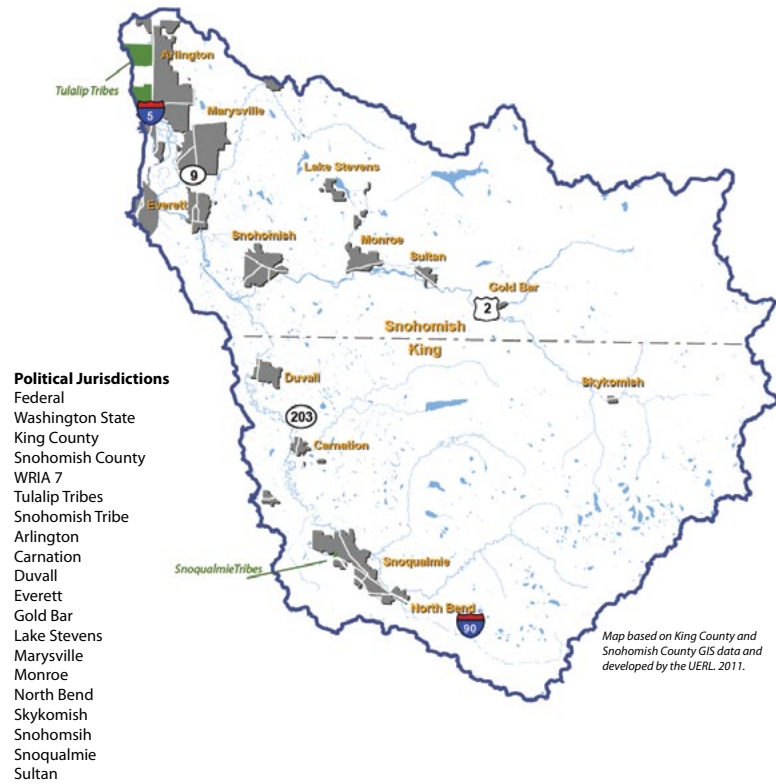 Arlington
Tulalip Tribes
5
Marysville
9
Lake Stevens
Everett
Snohomish
Monroe
Sultan
Gold Bar
2
Snohomish
King
Duvall
Skykomish
203
Carnation
Snoqualmie
SnoqualmieTribes
North Bend
90
Map based on King County and
Snohomish County GIS data and
developed by the UERL. 2011.
Political Jurisdictions
Federal
Washington State
King County
Snohomish County
WRIA 7
Tulalip Tribes
Snohomish Tribe
Arlington
Carnation
Duvall
Everett
Gold Bar
Lake Stevens
Marysville
Monroe
North Bend
Skykomish
Snohomsih
Snoqualmie
Sultan